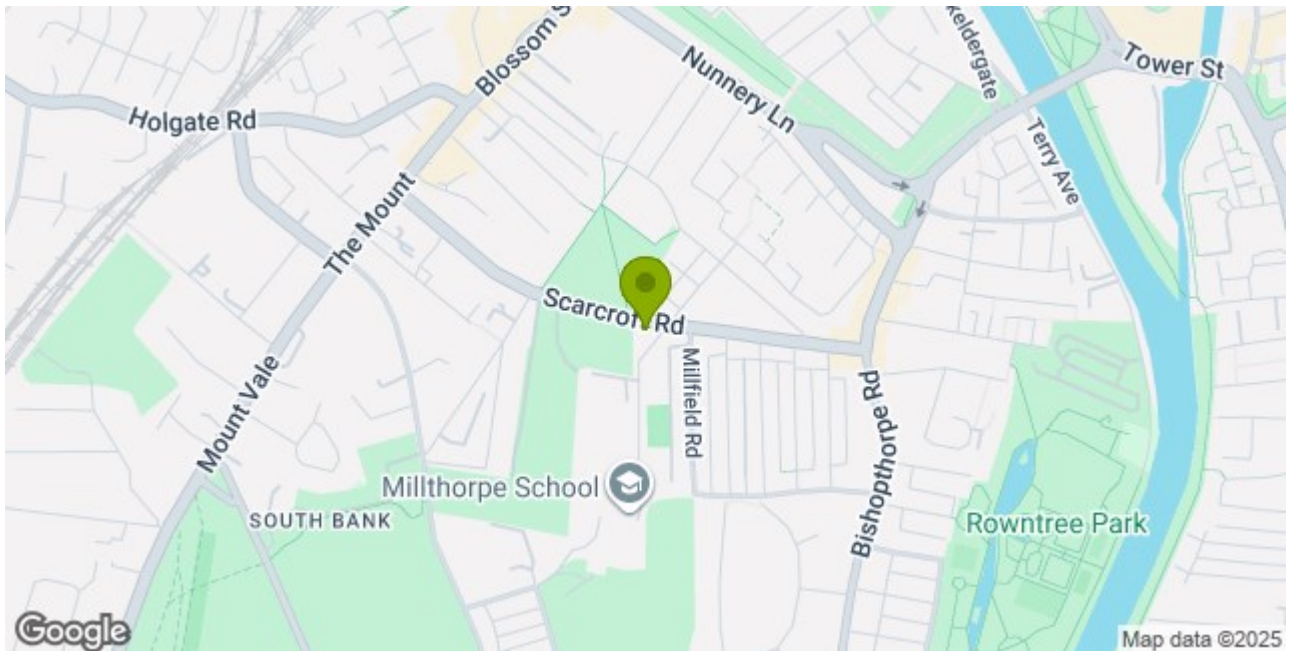 Blossom S
Nunnery Ln
keldergate
Tower St
Holgate Rd
Terry Ave
The Mount
Scarcroft Rd
Millfield Rd
Mount Vale
Bishopthorpe Rd
Millthorpe School
SOUTH BANK
Rowntree Park
Google
Map data ©2025